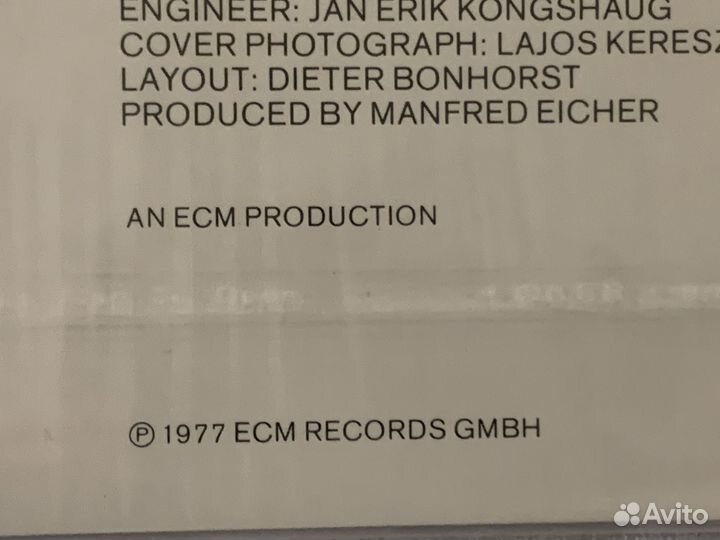 ENGINEER: JAN ERIK KONGSHAUG
COVER PHOTOGRAPH: LAJOS KERESZ
LAYOUT: DIETER BONHORST
PRODUCED BY MANFRED EICHER
AN ECM PRODUCTION
℗ 1977 ECM RECORDS GMBH
Avito